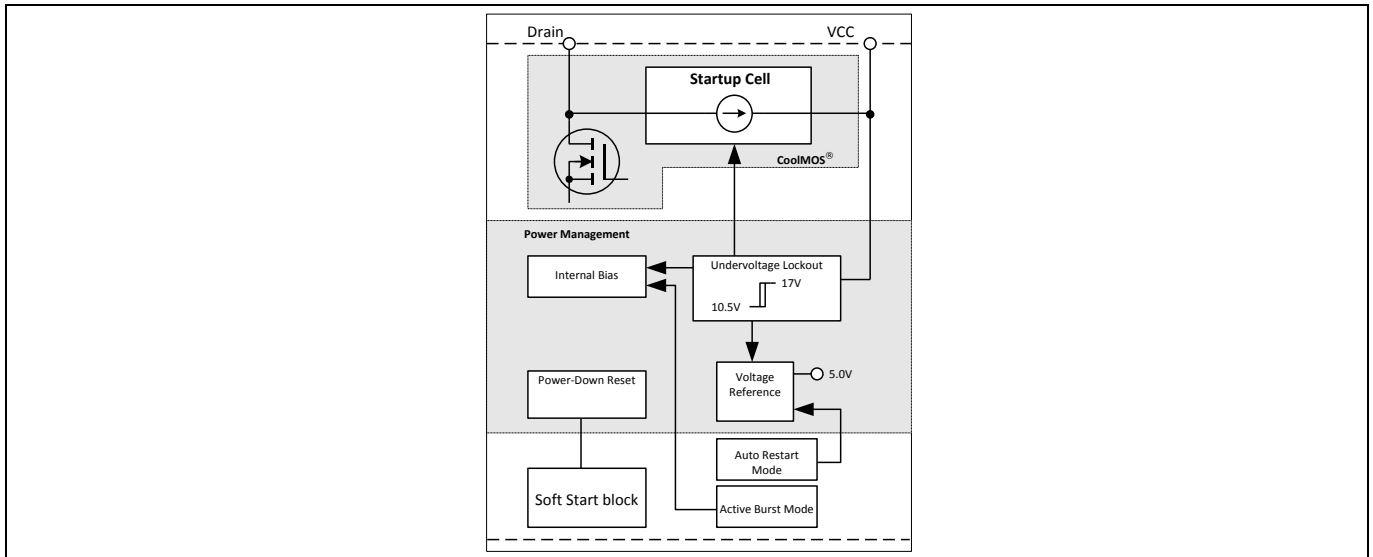 Drain
VCC
Startup Cell
CoolMOS®
Power Management
Internal Bias
Undervoltage Lockout
17V
10.5V
Power-Down Reset
Voltage
Reference
5.0V
Auto Restart
Mode
Soft Start block
Active Burst Mode